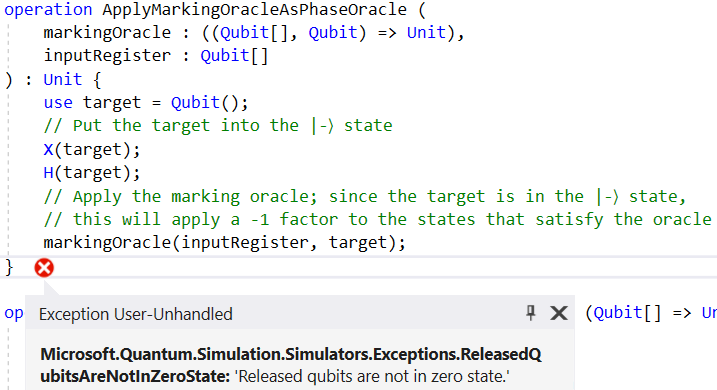 operation ApplyMarkingOracleAsPhaseOracle (
markingOracle : ((Qubit[], Qubit) => Unit),
inputRegister : Qubit[]
) : Unit {
use target = Qubit();
// Put the target into the |-⟩ state
X(target);
H(target);
// Apply the marking oracle; since the target is in the |-⟩ state,
// this will apply a -1 factor to the states that satisfy the oracle
markingOracle(inputRegister, target);
}
op (Qubit[] => Un
Exception User-Unhandled
Microsoft.Quantum.Simulation.Simulators.Exceptions.ReleasedQ
ubitsAreNotInZeroState: 'Released qubits are not in zero state.'